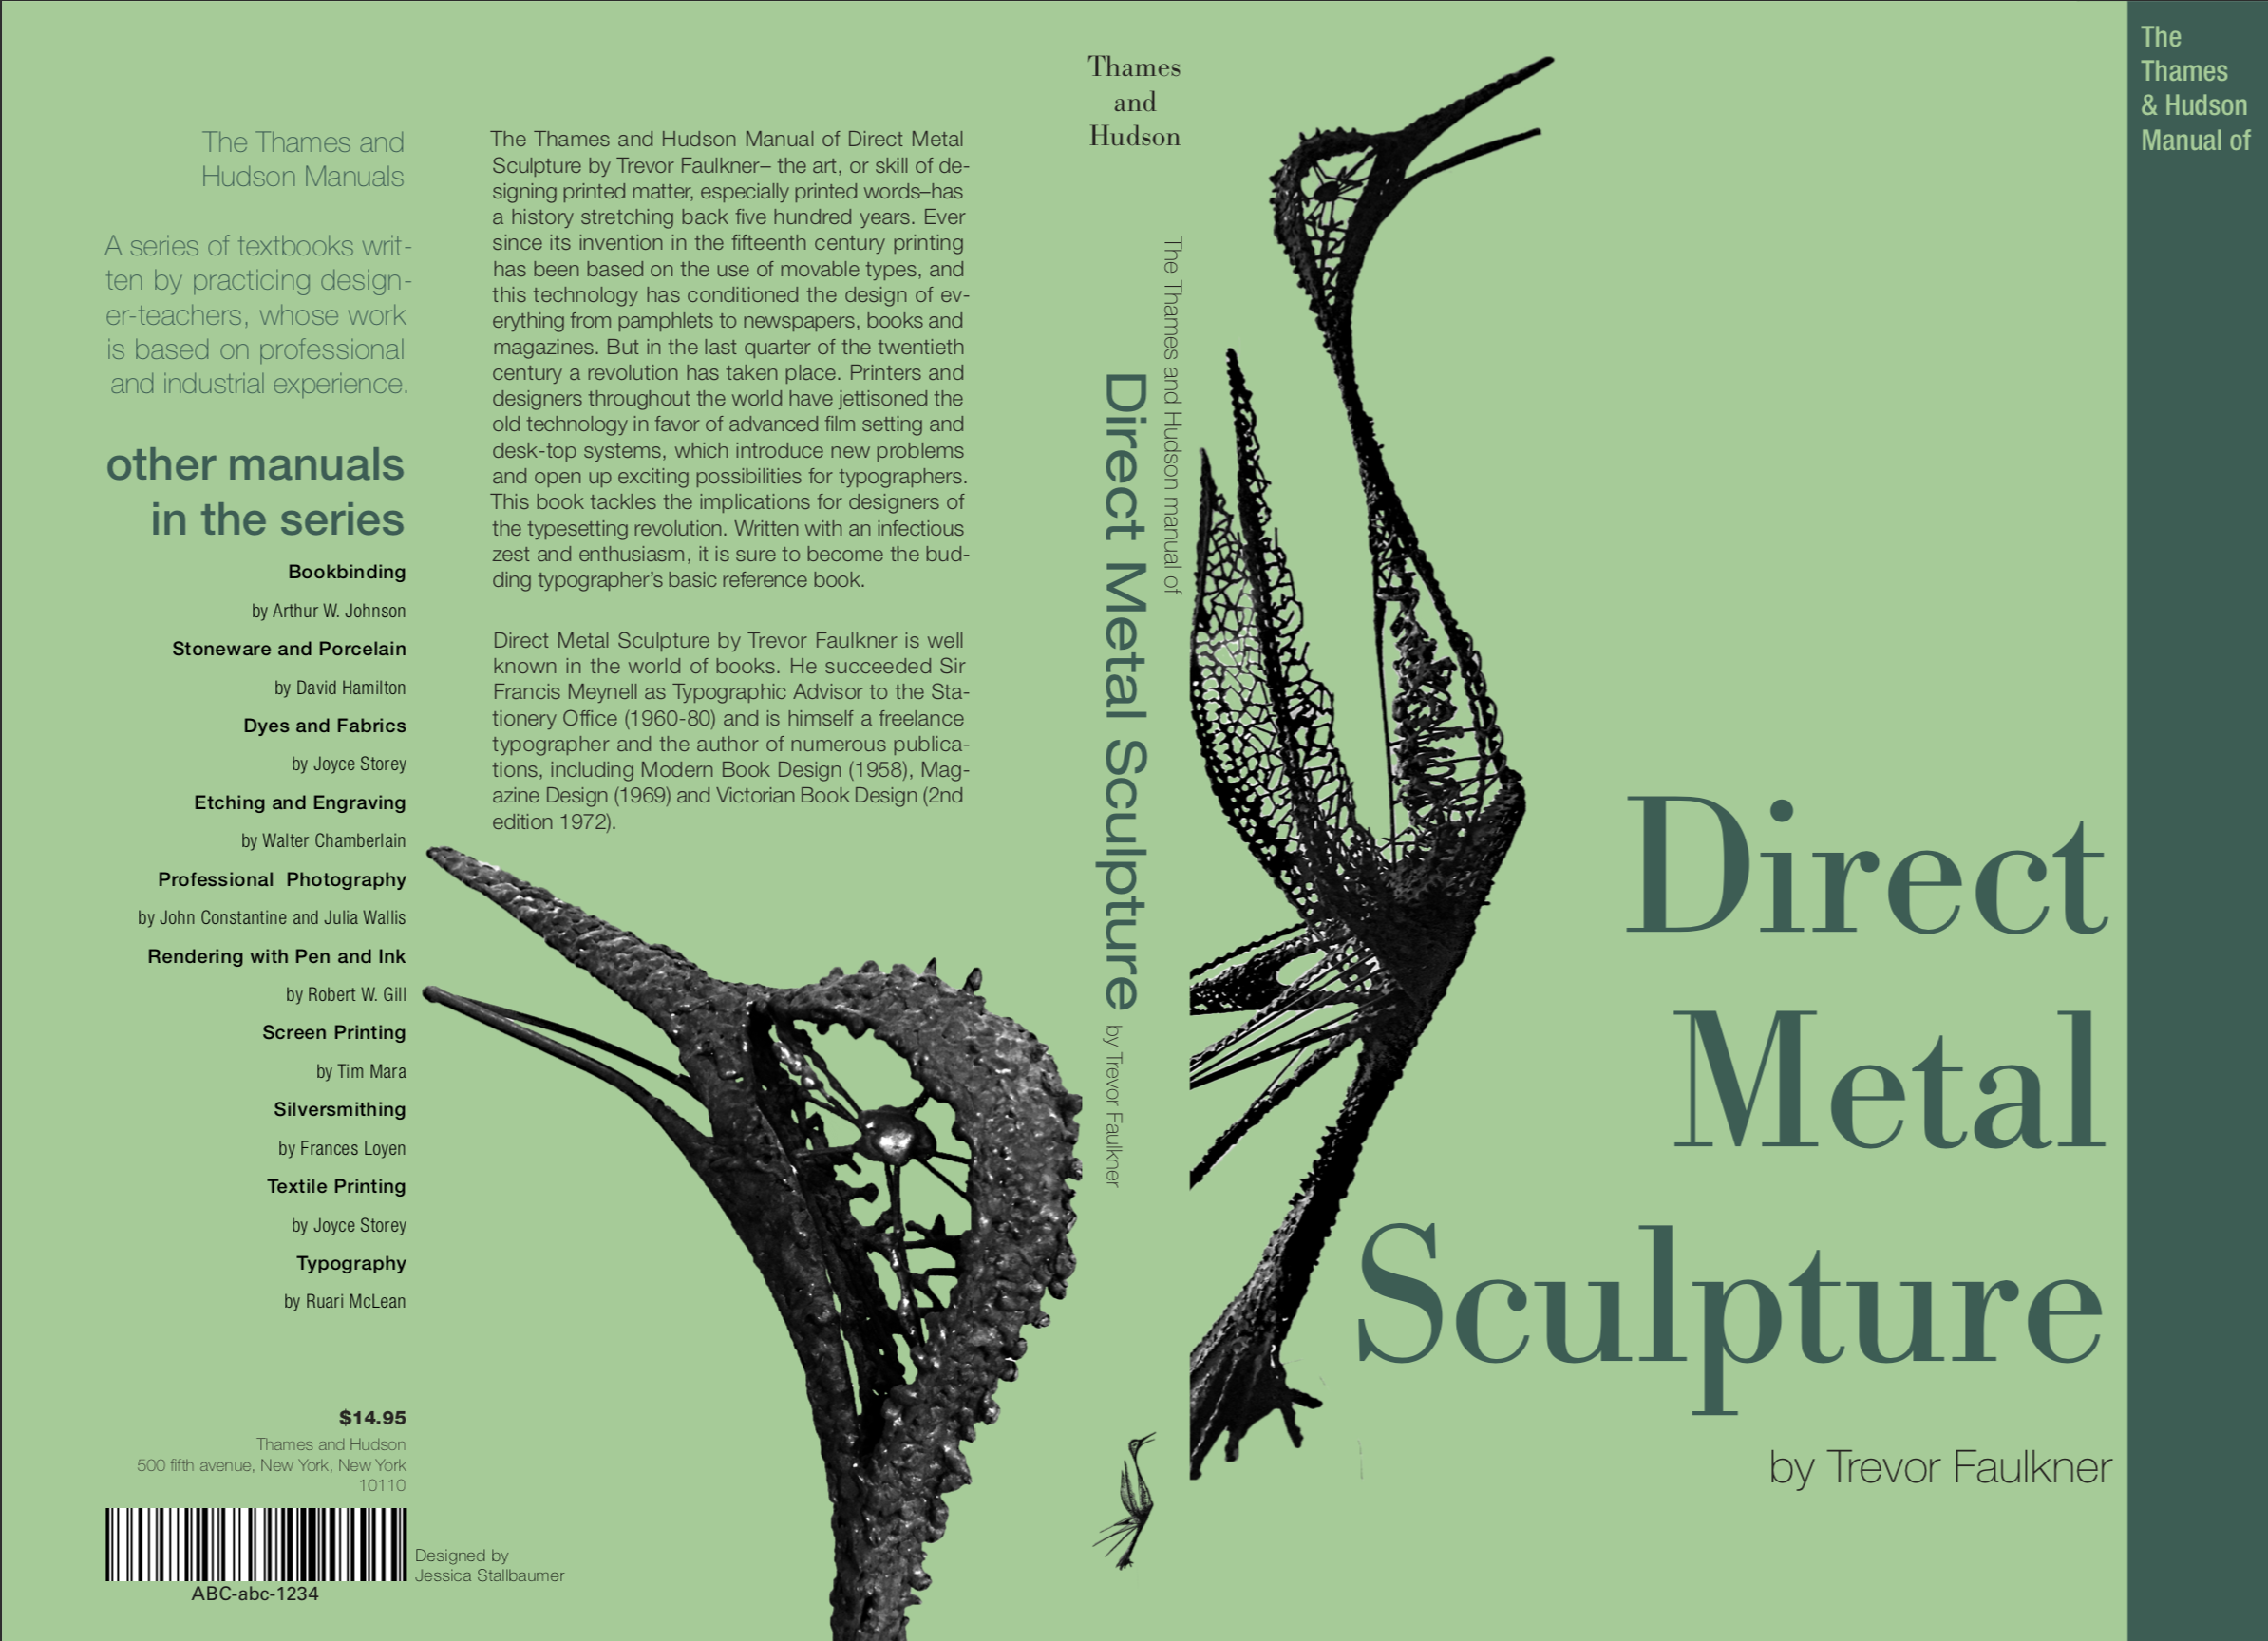 The Thames and
Hudson Manuals
A series of textbooks writ-
ten by practicing design-
er-teachers, whose work
is based on professional
and industrial experience.
other manuals
in the series
Bookbinding
by Arthur W. Johnson
Stoneware and Porcelain
by David Hamilton
Dyes and Fabrics
by Joyce Storey
Etching and Engraving
by Walter Chamberlain
Professional Photography
by John Constantine and Julia Wallis
Rendering with Pen and Ink
by Robert W. Gill
Screen Printing
by Tim Mara
Silversmithing
by Frances Loyen
Textile Printing
by Joyce Storey
Typography
by Ruari McLean
$14.95
Thames and Hudson
500 fifth avenue, New York, New York
10110
ABC-abc-1234
Designed by
Jessica Stallbaumer
The Thames and Hudson Manual of Direct Metal
Sculpture by Trevor Faulkner– the art, or skill of de-
signing printed matter, especially printed words–has
a history stretching back five hundred years. Ever
since its invention in the fifteenth century printing
has been based on the use of movable types, and
this technology has conditioned the design of ev-
erything from pamphlets to newspapers, books and
magazines. But in the last quarter of the twentieth
century a revolution has taken place. Printers and
designers throughout the world have jettisoned the
old technology in favor of advanced film setting and
desk-top systems, which introduce new problems
and open up exciting possibilities for typographers.
This book tackles the implications for designers of
the typesetting revolution. Written with an infectious
zest and enthusiasm, it is sure to become the bud-
ding typographer's basic reference book.
Direct Metal Sculpture by Trevor Faulkner is well
known in the world of books. He succeeded Sir
Francis Meynell as Typographic Advisor to the Sta-
tionery Office (1960-80) and is himself a freelance
typographer and the author of numerous publica-
tions, including Modern Book Design (1958), Mag-
azine Design (1969) and Victorian Book Design (2nd
edition 1972).
Thames
and
Hudson
The Thames and Hudson manual of
Direct Metal Sculpture by Trevor Faulkner
Direct
Metal
Sculpture
by Trevor Faulkner
The
Thames
& Hudson
Manual of